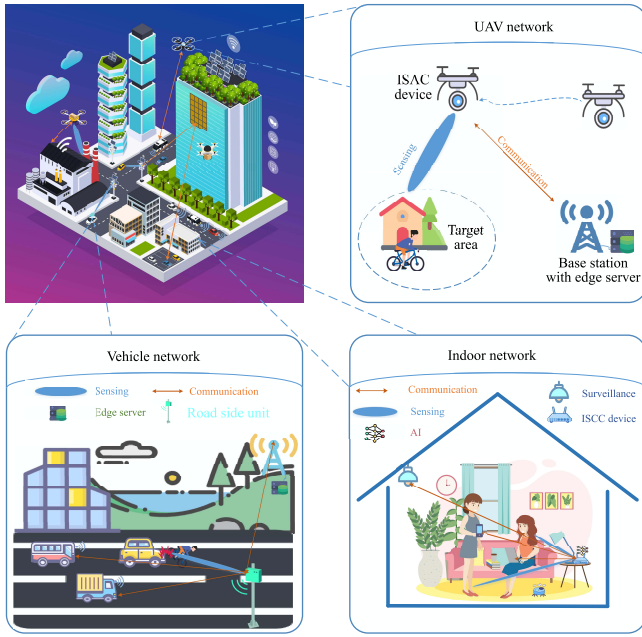 UAV network
ISAC
device
Sensing
Communication
Target
area
Base station
with edge server
Vehicle network
Sensing
Communication
Edge server
Road side unit
Indoor network
Communication
Surveillance
Sensing
ISCC device
AI